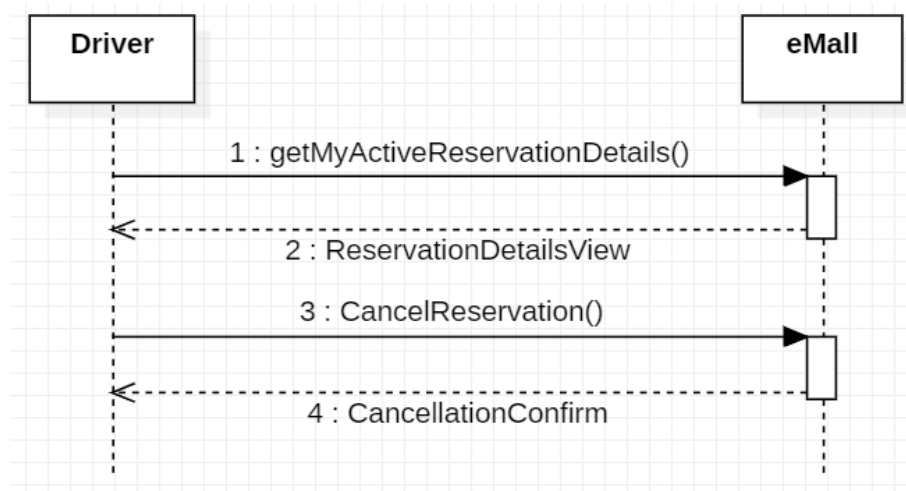 Driver
eMall
1 : getMyActiveReservationDetails()
2 : ReservationDetailsView
3 : CancelReservation()
4 : CancellationConfirm